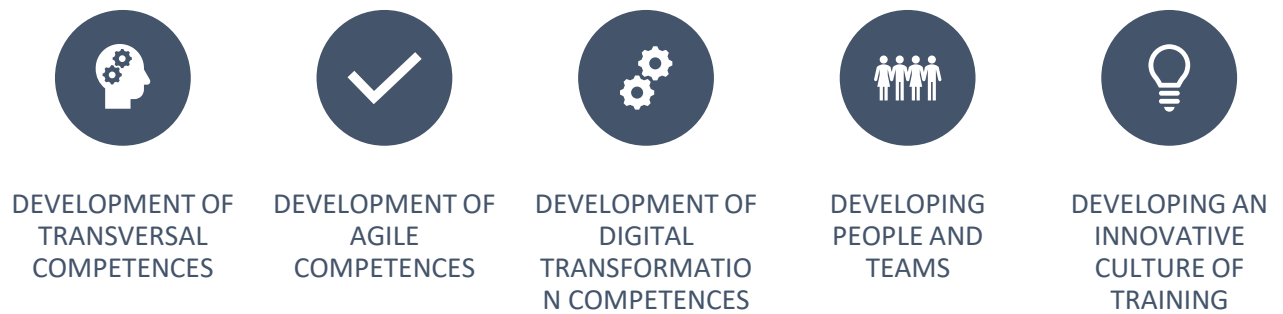 DEVELOPMENT OF
TRANSVERSAL
COMPETENCES
DEVELOPMENT OF
AGILE
COMPETENCES
DEVELOPMENT OF
DIGITAL
TRANSFORMATIO
N COMPETENCES
DEVELOPING
PEOPLE AND
TEAMS
DEVELOPING AN
INNOVATIVE
CULTURE OF
TRAINING